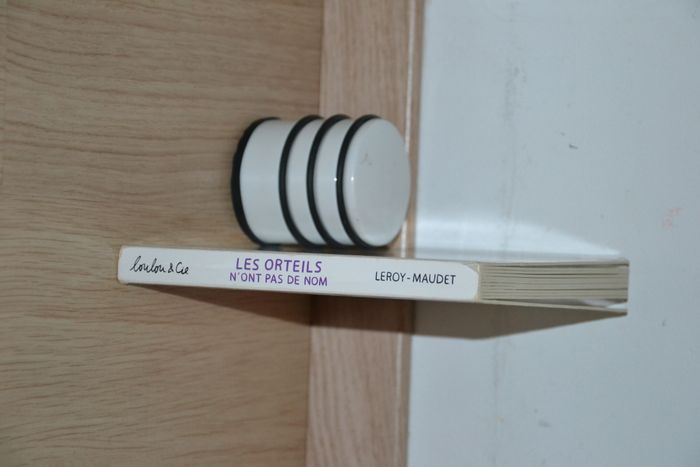 loulou & Cie
LES ORTEILS
N'ONT PAS DE NOM
LEROY-MAUDET